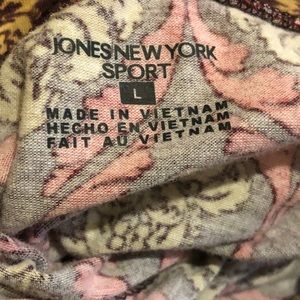 JONES NEW YORK
SPORT
L
MADE IN VIETNAM
HECHO EN VIETNAM
FAIT AU VIETNAM